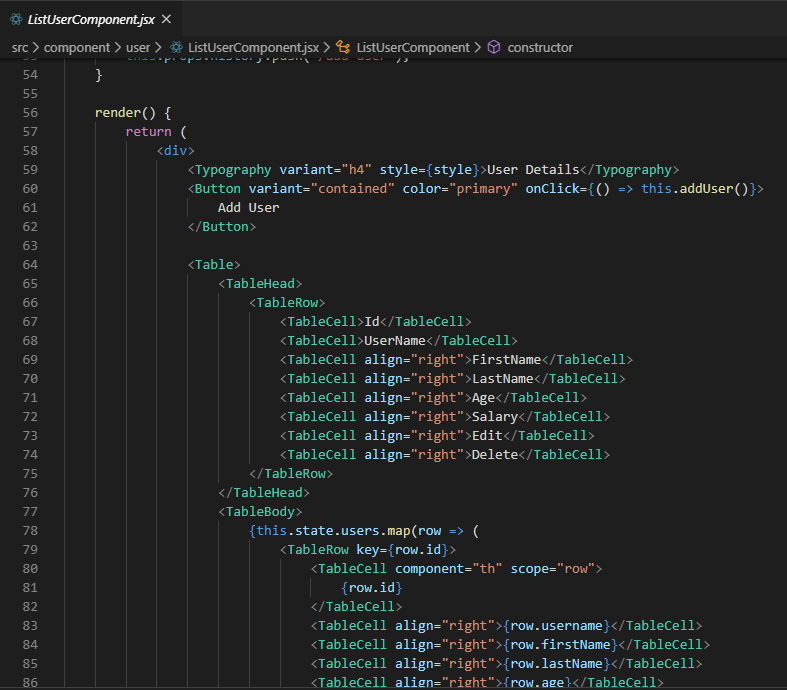 ListUserComponent.jsx ×
src > component > user > ListUserComponent.jsx > ListUserComponent > constructor
53 this.props.history.push('/add-user');
54 }
55
56 render() {
57 return (
58 <div>
59 <Typography variant="h4" style={style}>User Details</Typography>
60 <Button variant="contained" color="primary" onClick={() => this.addUser()}>
61 Add User
62 </Button>
63
64 <Table>
65 <TableHead>
66 <TableRow>
67 <TableCell>Id</TableCell>
68 <TableCell>UserName</TableCell>
69 <TableCell align="right">FirstName</TableCell>
70 <TableCell align="right">LastName</TableCell>
71 <TableCell align="right">Age</TableCell>
72 <TableCell align="right">Salary</TableCell>
73 <TableCell align="right">Edit</TableCell>
74 <TableCell align="right">Delete</TableCell>
75 </TableRow>
76 </TableHead>
77 <TableBody>
78 {this.state.users.map(row => (
79 <TableRow key={row.id}>
80 <TableCell component="th" scope="row">
81 {row.id}
82 </TableCell>
83 <TableCell align="right">{row.username}</TableCell>
84 <TableCell align="right">{row.firstName}</TableCell>
85 <TableCell align="right">{row.lastName}</TableCell>
86 <TableCell align="right">{row.age}</TableCell>